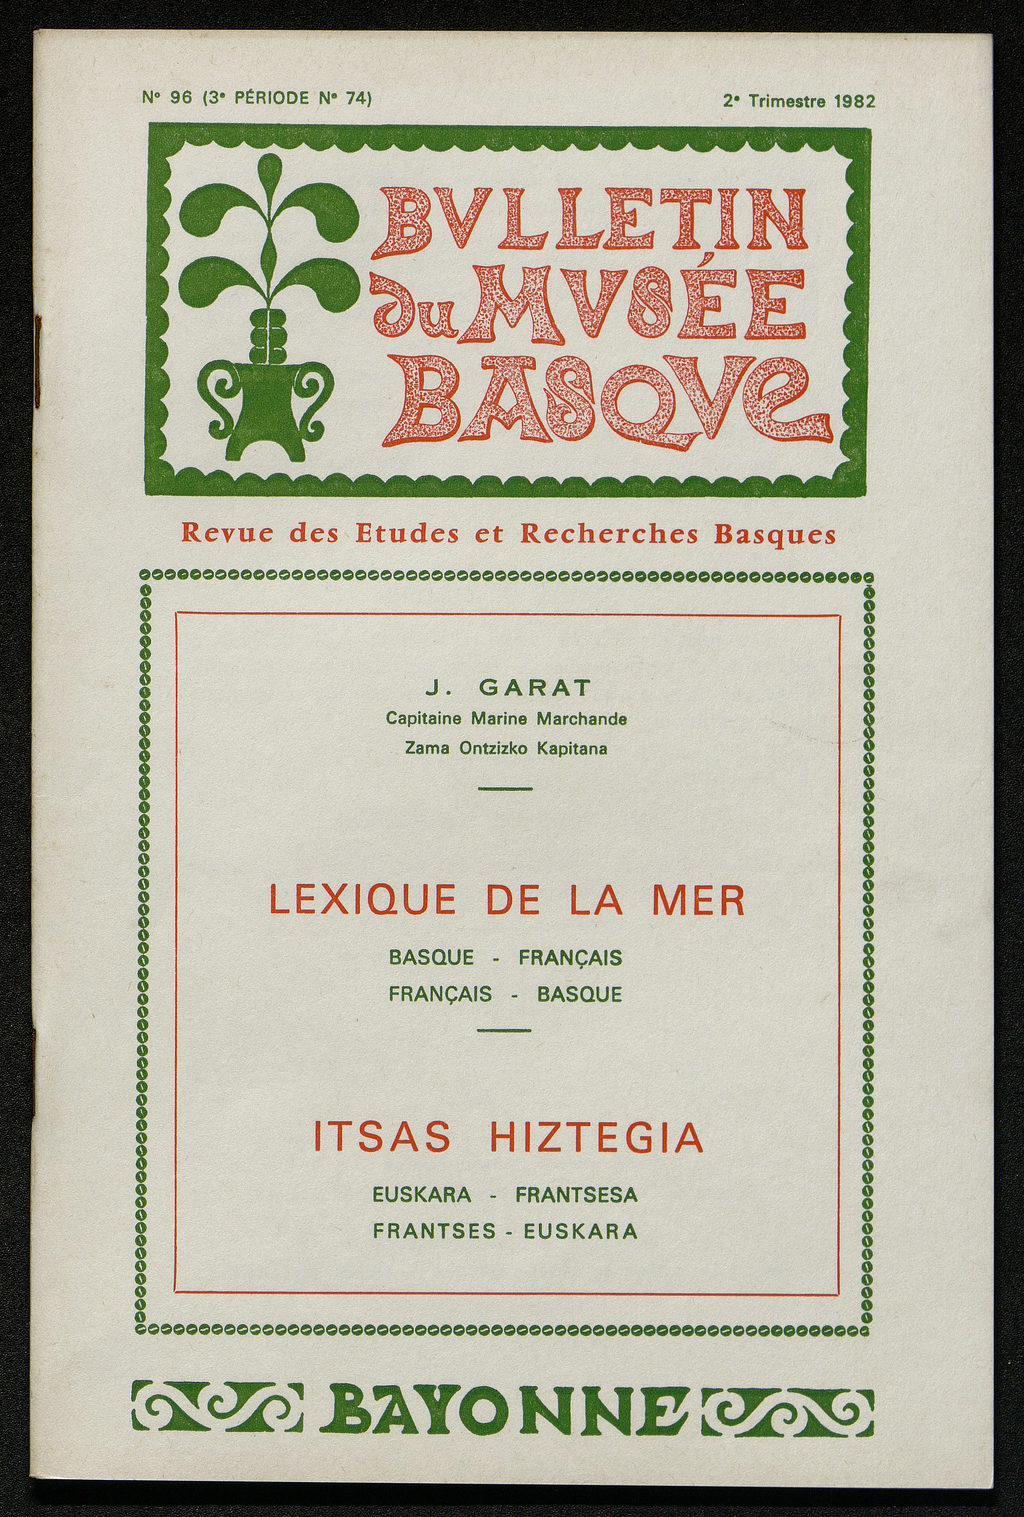 Nº 96 (3e PÉRIODE Nº 74)
2e Trimestre 1982
BVLLETIN
du MVSÉE
BASQVE
Revue des Etudes et Recherches Basques
J. GARAT
Capitaine Marine Marchande
Zama Ontzizko Kapitana
LEXIQUE DE LA MER
BASQUE - FRANÇAIS
FRANÇAIS - BASQUE
ITSAS HIZTEGIA
EUSKARA - FRANTSESA
FRANTSES - EUSKARA
BAYONNE